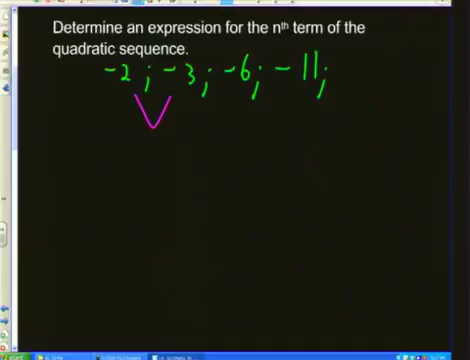 Determine an expression for the nth term of the
quadratic sequence.
-2 ; -3 ; -6 ; -11 ;